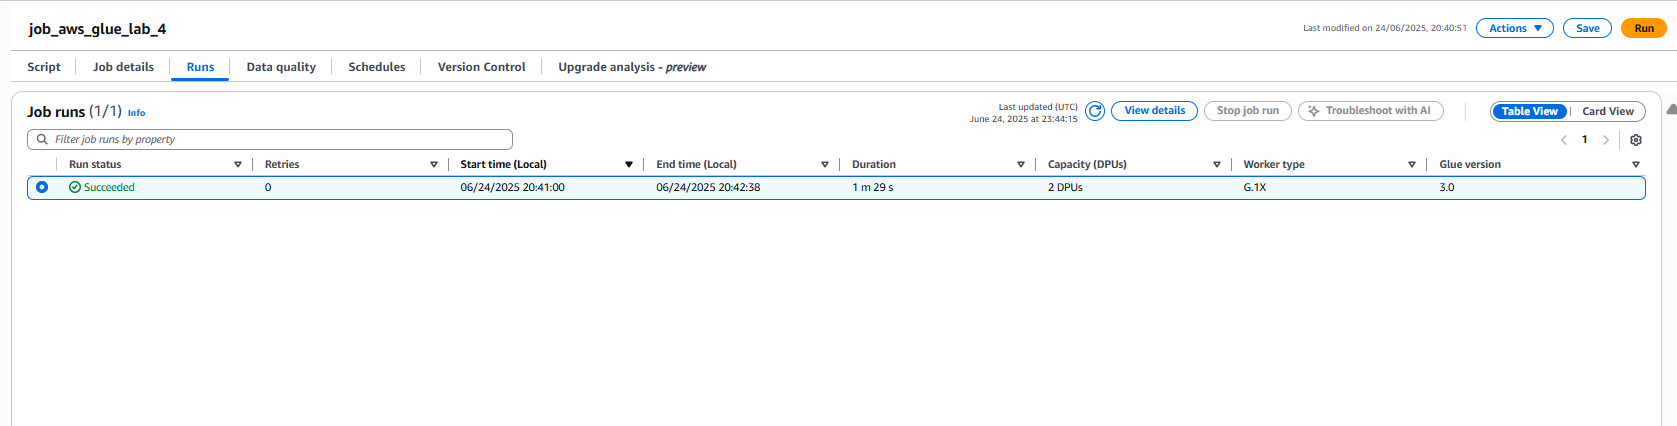 job_aws_glue_lab_4
Last modified on 24/06/2025, 20:40:51 Actions Save Run
Script Job details Runs Data quality Schedules Version Control Upgrade analysis - preview
Job runs (1/1) Info
Last updated (UTC)
June 24, 2025 at 23:44:15
View details Stop job run Troubleshoot with AI Table View Card View
Filter job runs by property
1
Run status Retries Start time (Local) End time (Local) Duration Capacity (DPUs) Worker type Glue version
Succeeded 0 06/24/2025 20:41:00 06/24/2025 20:42:38 1 m 29 s 2 DPUs G.1X 3.0